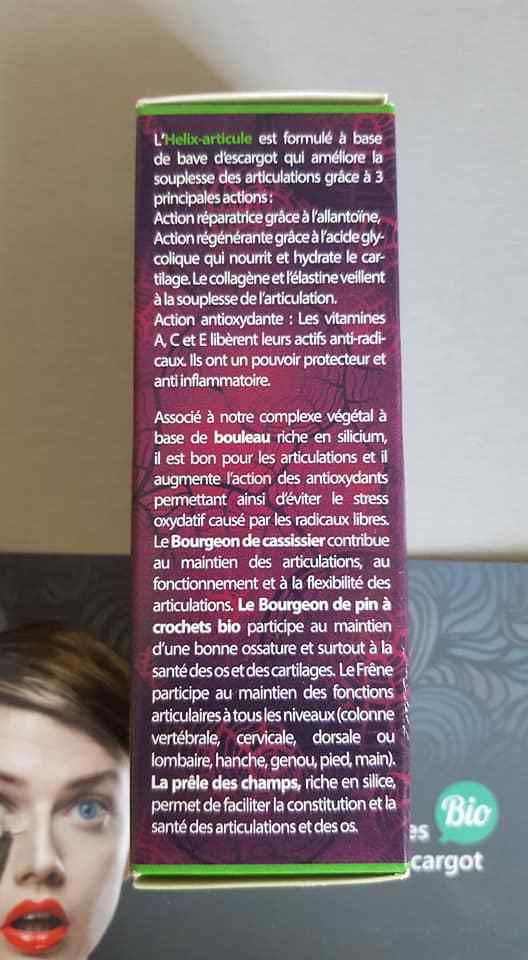 L'Helix-articule est formulé à base
de bave d'escargot qui améliore la
souplesse des articulations grâce à 3
principales actions :
Action réparatrice grâce à l'allantoïne,
Action régénérante grâce à l'acide gly-
colique qui nourrit et hydrate le car-
tilage. Le collagène et l'élastine veillent
à la souplesse de l'articulation.
Action antioxydante : Les vitamines
A, C et E libèrent leurs actifs anti-radi-
caux. Ils ont un pouvoir protecteur et
anti inflammatoire.
Associé à notre complexe végétal à
base de bouleau riche en silicium,
il est bon pour les articulations et il
augmente l'action des antioxydants
permettant ainsi d'éviter le stress
oxydatif causé par les radicaux libres.
Le Bourgeon de cassissier contribue
au maintien des articulations, au
fonctionnement et à la flexibilité des
articulations. Le Bourgeon de pin à
crochets bio participe au maintien
d'une bonne ossature et surtout à la
santé des os et des cartilages. Le Frêne
participe au maintien des fonctions
articulaires à tous les niveaux (colonne
vertébrale, cervicale, dorsale ou
lombaire, hanche, genou, pied, main).
La prêle des champs, riche en silice,
permet de faciliter la constitution et la
santé des articulations et des os.
es Bio
cargot